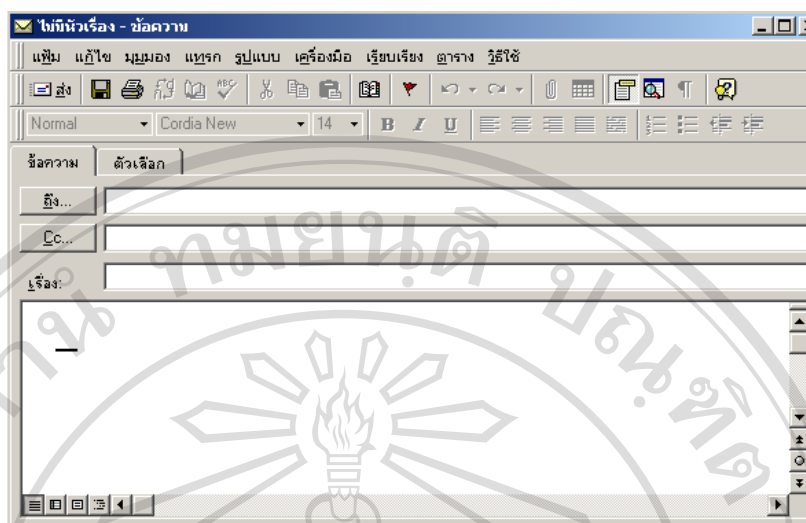 ไม่มีหัวเรื่อง - ข้อความ
แฟ้ม แก้ไข มุมมอง แทรก รูปแบบ เครื่องมือ เรียบเรียง ตาราง วิธีใช้
ส่ง
Normal Cordia New 14 B I U
ข้อความ ตัวเลือก
ถึง...
Cc...
เรื่อง: